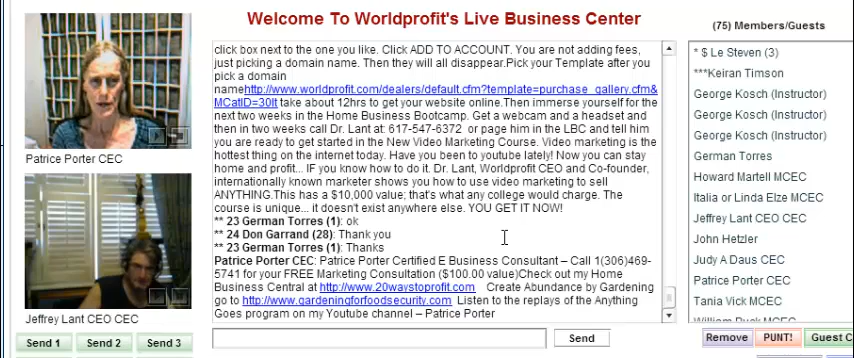 Welcome To Worldprofit's Live Business Center
(75) Members/Guests
Patrice Porter CEC
Jeffrey Lant CEO CEC
Send 1 Send 2 Send 3
click box next to the one you like. Click ADD TO ACCOUNT. You are not adding fees,
just picking a domain name. Then they will all disappear.Pick your Template after you
pick a domain
namehttp://www.worldprofit.com/dealers/default.cfm?template=purchase_gallery.cfm&
MCatID=30It take about 12hrs to get your website online.Then immerse yourself for the
next two weeks in the Home Business Bootcamp. Get a webcam and a headset and
then in two weeks call Dr. Lant at: 617-547-6372 or page him in the LBC and tell him
you are ready to get started in the New Video Marketing Course. Video marketing is the
hottest thing on the internet today. Have you been to youtube lately! Now you can stay
home and profit... IF you know how to do it. Dr. Lant, Worldprofit CEO and Co-founder,
internationally known marketer shows you how to use video marketing to sell
ANYTHING.This has a $10,000 value; that's what any college would charge. The
course is unique... it doesn't exist anywhere else. YOU GET IT NOW!
** 23 German Torres (1): ok
** 24 Don Garrand (28): Thank you
** 23 German Torres (1): Thanks
Patrice Porter CEC: Patrice Porter Certified E Business Consultant – Call 1(306)469-
5741 for your FREE Marketing Consultation ($100.00 value)Check out my Home
Business Central at http://www.20waystoprofit.com Create Abundance by Gardening
go to http://www.gardeningforfoodsecurity.com Listen to the replays of the Anything
Goes program on my Youtube channel – Patrice Porter
Send
* $ Le Steven (3)
***Keiran Timson
George Kosch (Instructor)
George Kosch (Instructor)
George Kosch (Instructor)
German Torres
Howard Martell MCEC
Italia or Linda Elze MCEC
Jeffrey Lant CEO CEC
John Hetzler
Judy A Daus CEC
Patrice Porter CEC
Tania Vick MCEC
Remove PUNT! Guest C